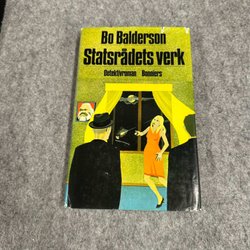 Bo Balderson
Statsrådets verk
Detektivroman Bonniers